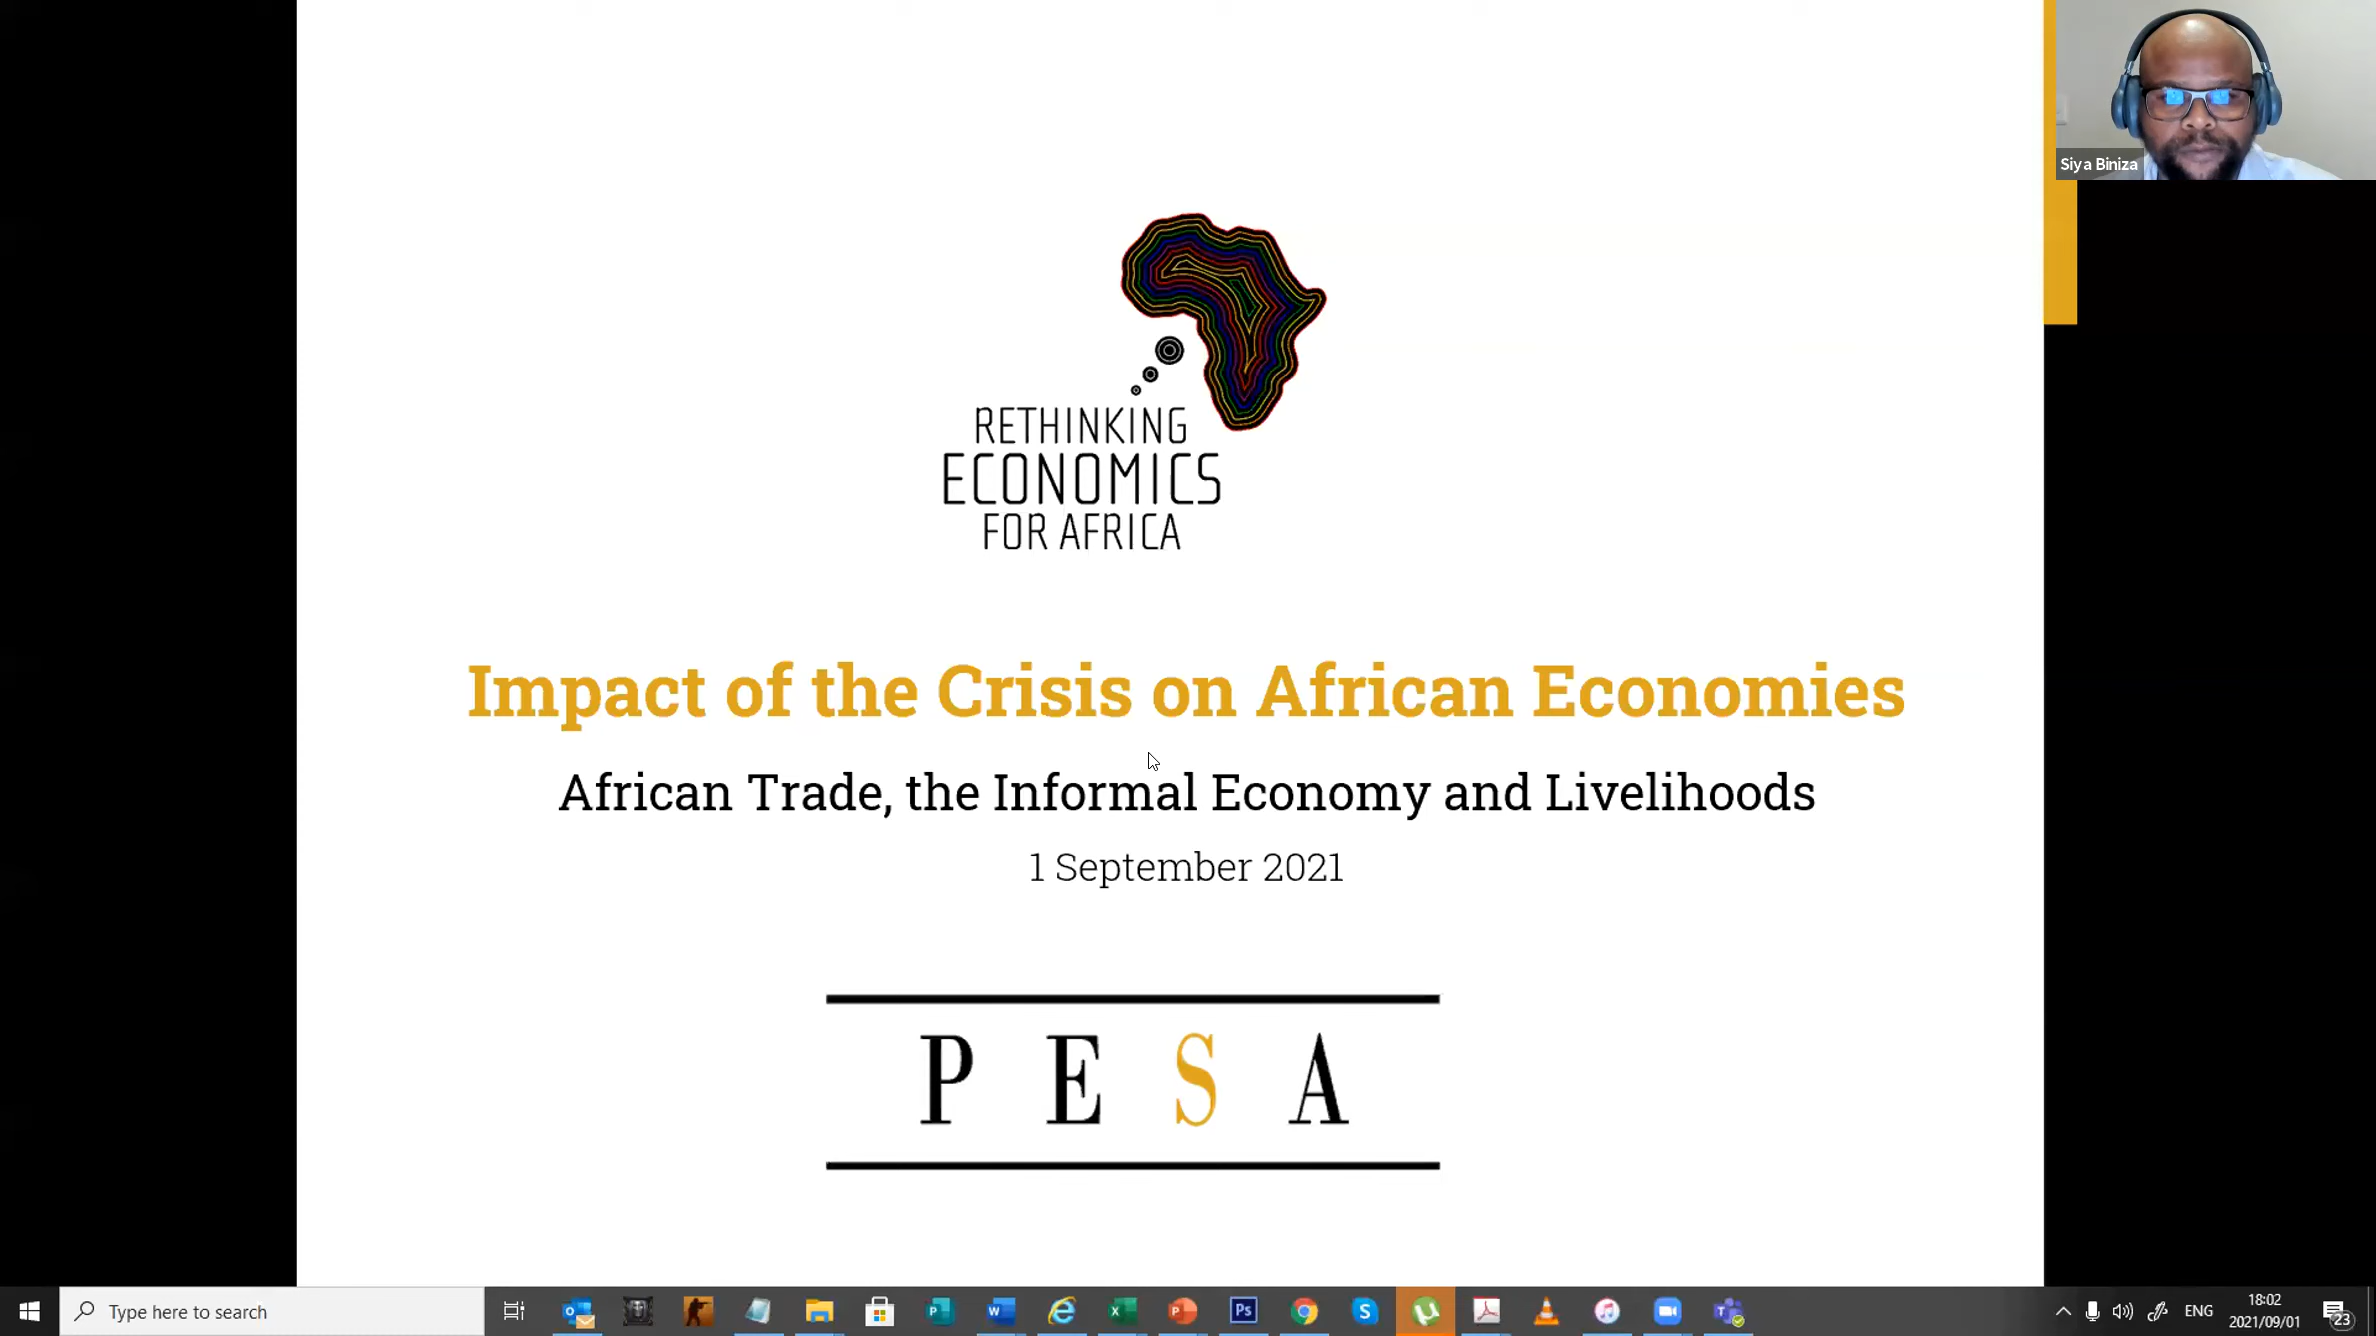 Siya Biniza
RETHINKING
ECONOMICS
FOR AFRICA
Impact of the Crisis on African Economies
African Trade, the Informal Economy and Livelihoods
1 September 2021
P E S A
Type here to search
ENG
18:02
2021/09/01
23